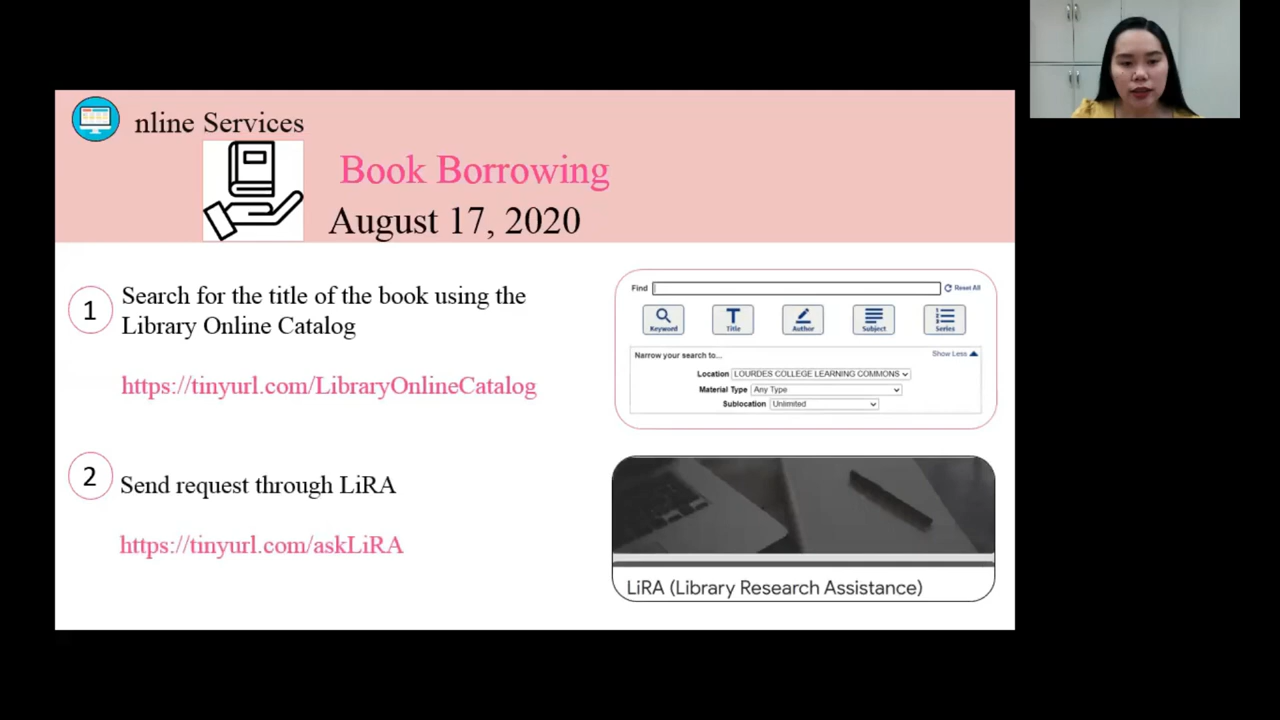 nline Services
Book Borrowing
August 17, 2020
1
Search for the title of the book using the
Library Online Catalog
https://tinyurl.com/LibraryOnlineCatalog
2
Send request through LiRA
https://tinyurl.com/askLiRA
Find
Reset All
Keyword
Title
Author
Subject
Series
Narrow your search to...
Show Less
Location LOURDES COLLEGE LEARNING COMMONS
Material Type Any Type
Sublocation Unlimited
LiRA (Library Research Assistance)